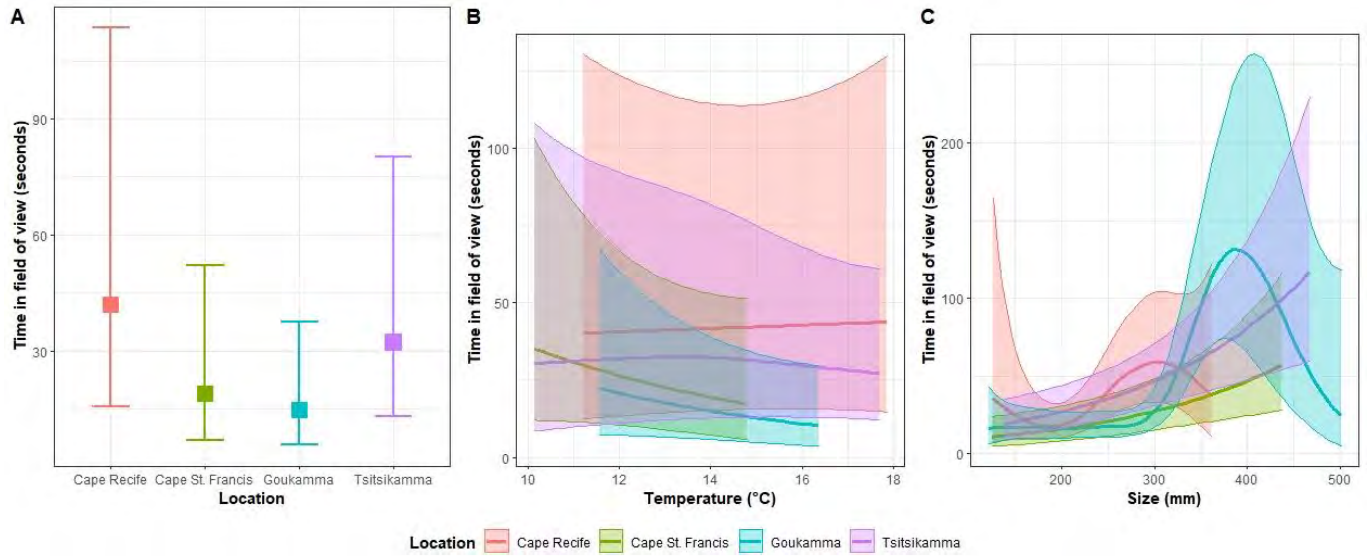 A
Time in field of view (seconds)
90
60
30
Cape Recife Cape St. Francis Goukamma Tsitsikamma
Location
B
Time in field of view (seconds)
100
50
0
10 12 14 16 18
Temperature (°C)
C
Time in field of view (seconds)
200
100
0
200 300 400 500
Size (mm)
Location Cape Recife Cape St. Francis Goukamma Tsitsikamma